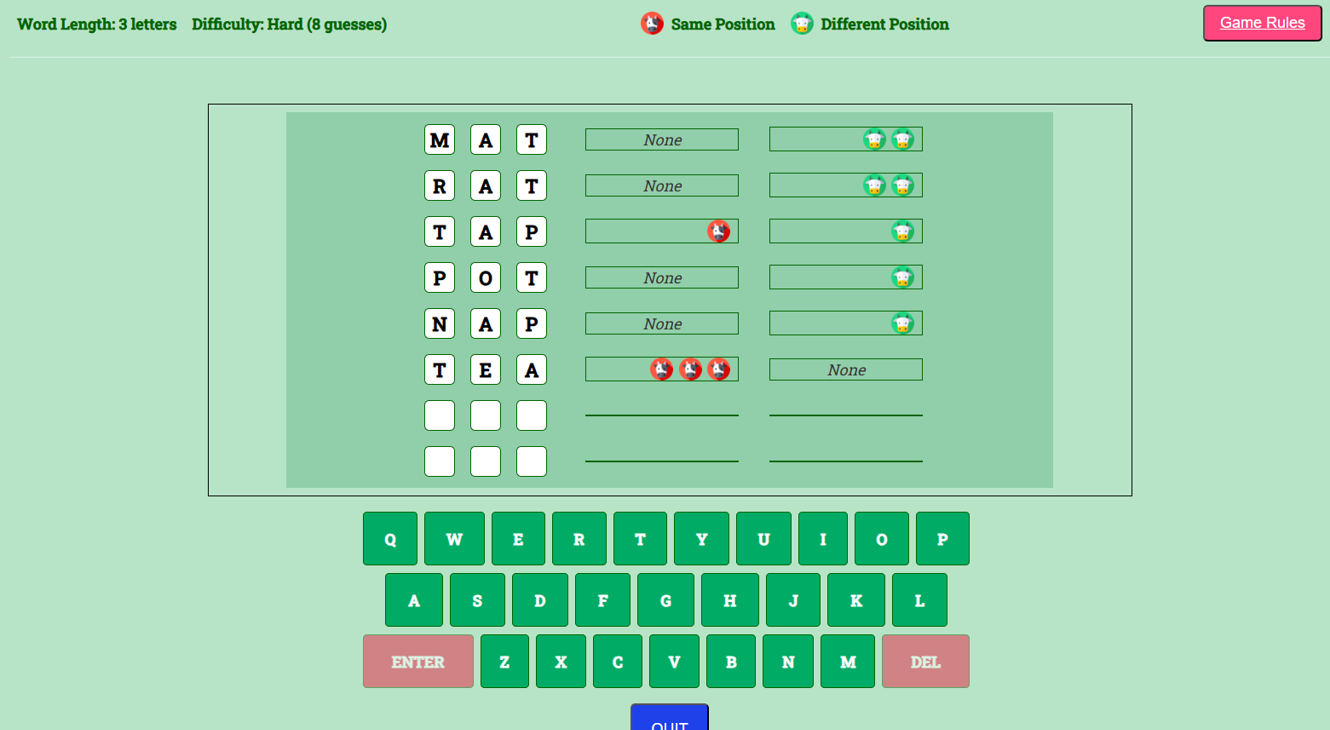 Word Length: 3 letters Difficulty: Hard (8 guesses) Same Position Different Position Game Rules
M A T None
R A T None
T A P
P O T None
N A P None
T E A None
Q W E R T Y U I O P
A S D F G H J K L
ENTER Z X C V B N M DEL
QUIT